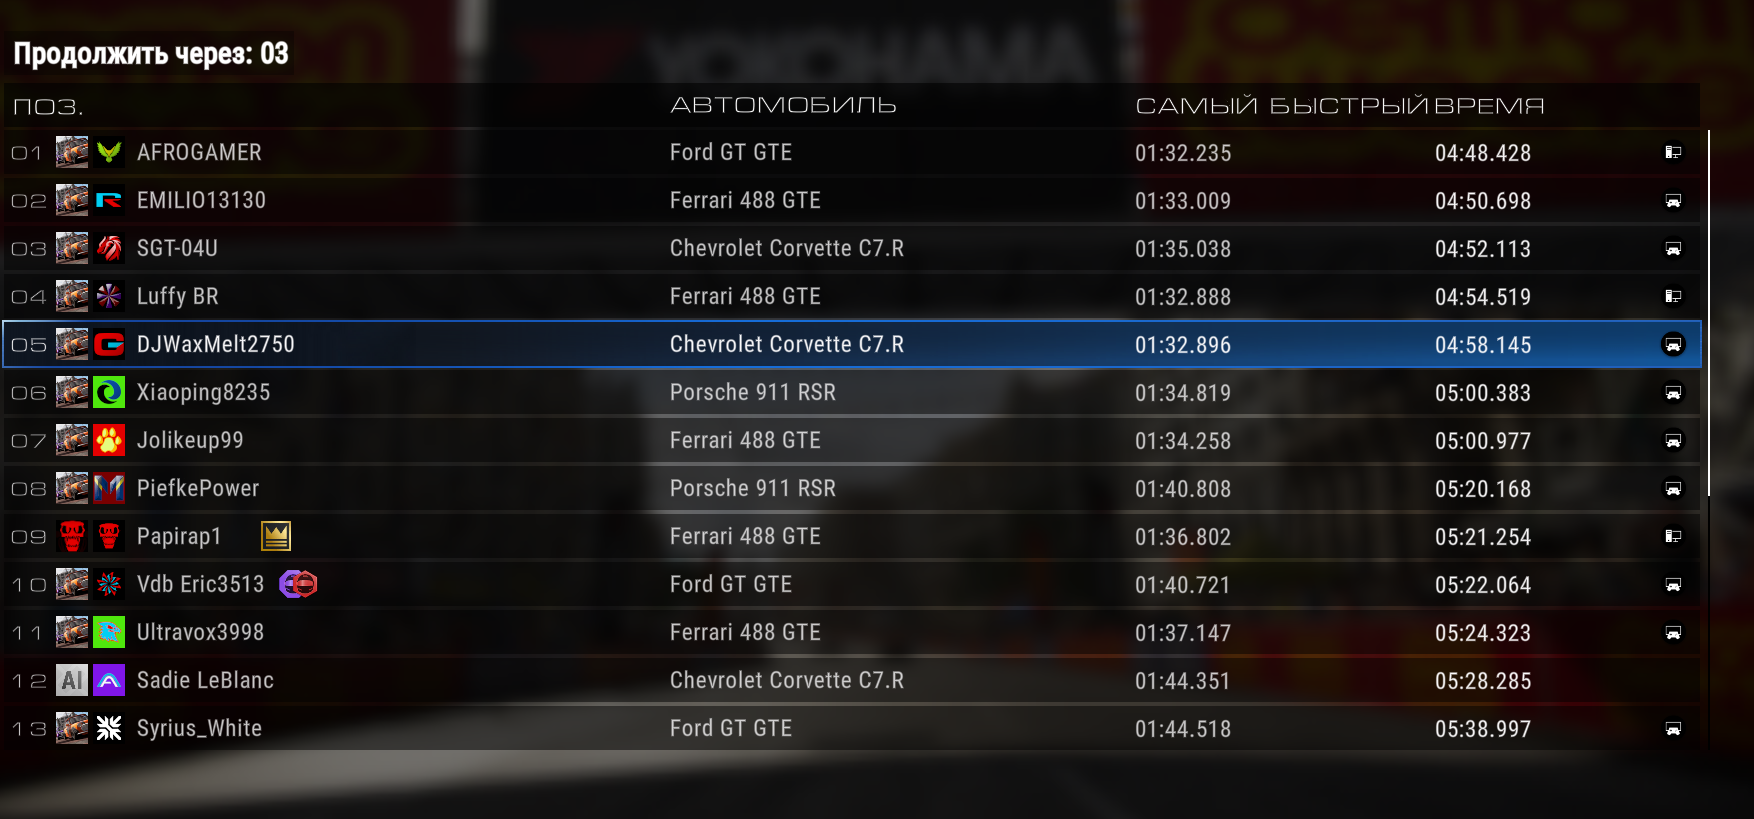 YOKOHAMA
Продолжить через: 03
ПОЗ. АВТОМОБИЛЬ САМЫЙ БЫСТРЫЙ ВРЕМЯ
01 AFROGAMER Ford GT GTE 01:32.235 04:48.428
02 EMILIO13130 Ferrari 488 GTE 01:33.009 04:50.698
03 SGT-04U Chevrolet Corvette C7.R 01:35.038 04:52.113
04 Luffy BR Ferrari 488 GTE 01:32.888 04:54.519
05 DJWaxMelt2750 Chevrolet Corvette C7.R 01:32.896 04:58.145
06 Xiaoping8235 Porsche 911 RSR 01:34.819 05:00.383
07 Jolikeup99 Ferrari 488 GTE 01:34.258 05:00.977
08 PiefkePower Porsche 911 RSR 01:40.808 05:20.168
09 Papirap1 Ferrari 488 GTE 01:36.802 05:21.254
10 Vdb Eric3513 Ford GT GTE 01:40.721 05:22.064
11 Ultravox3998 Ferrari 488 GTE 01:37.147 05:24.323
12 AI Sadie LeBlanc Chevrolet Corvette C7.R 01:44.351 05:28.285
13 Syrius_White Ford GT GTE 01:44.518 05:38.997